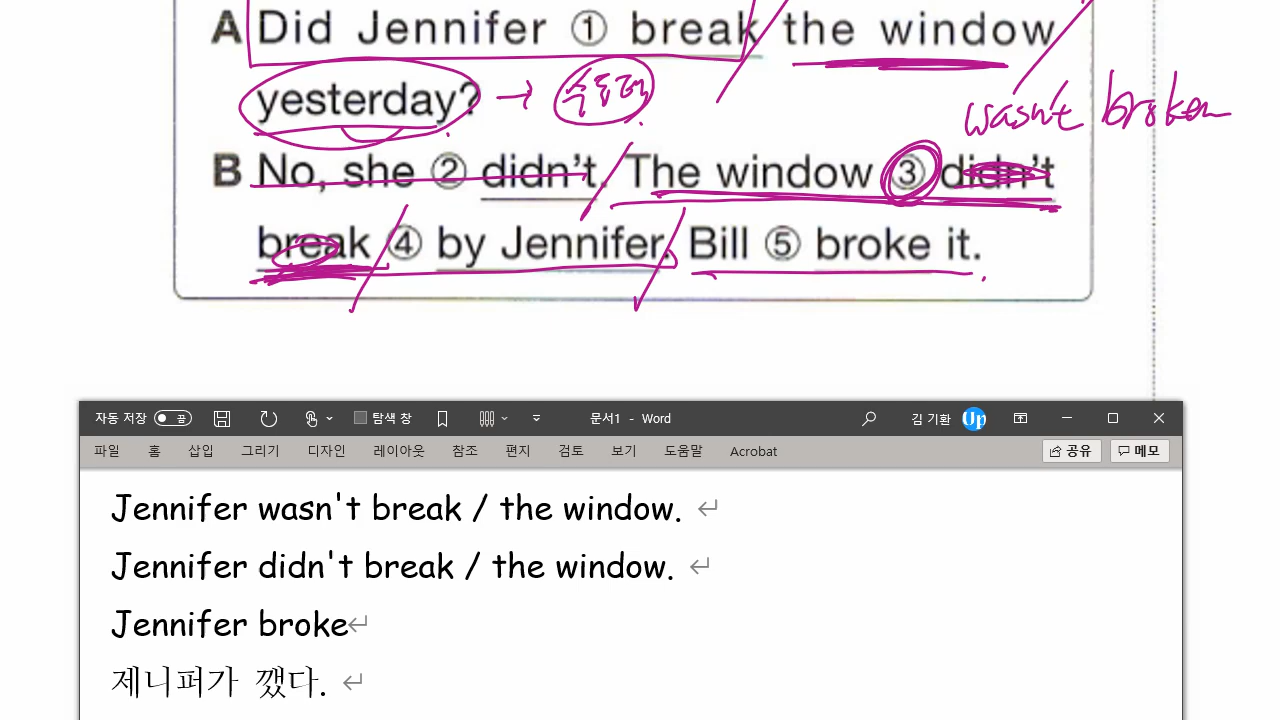 A Did Jennifer ① break the window
yesterday? → 수동태
wasn't broken
B No, she ② didn't. The window ③ didn't
break ④ by Jennifer. Bill ⑤ broke it.
자동 저장 끔 탐색 창 문서1 - Word 김 기환 Up
파일 홈 삽입 그리기 디자인 레이아웃 참조 편지 검토 보기 도움말 Acrobat 공유 메모
Jennifer wasn't break / the window.
Jennifer didn't break / the window.
Jennifer broke
제니퍼가 깼다.